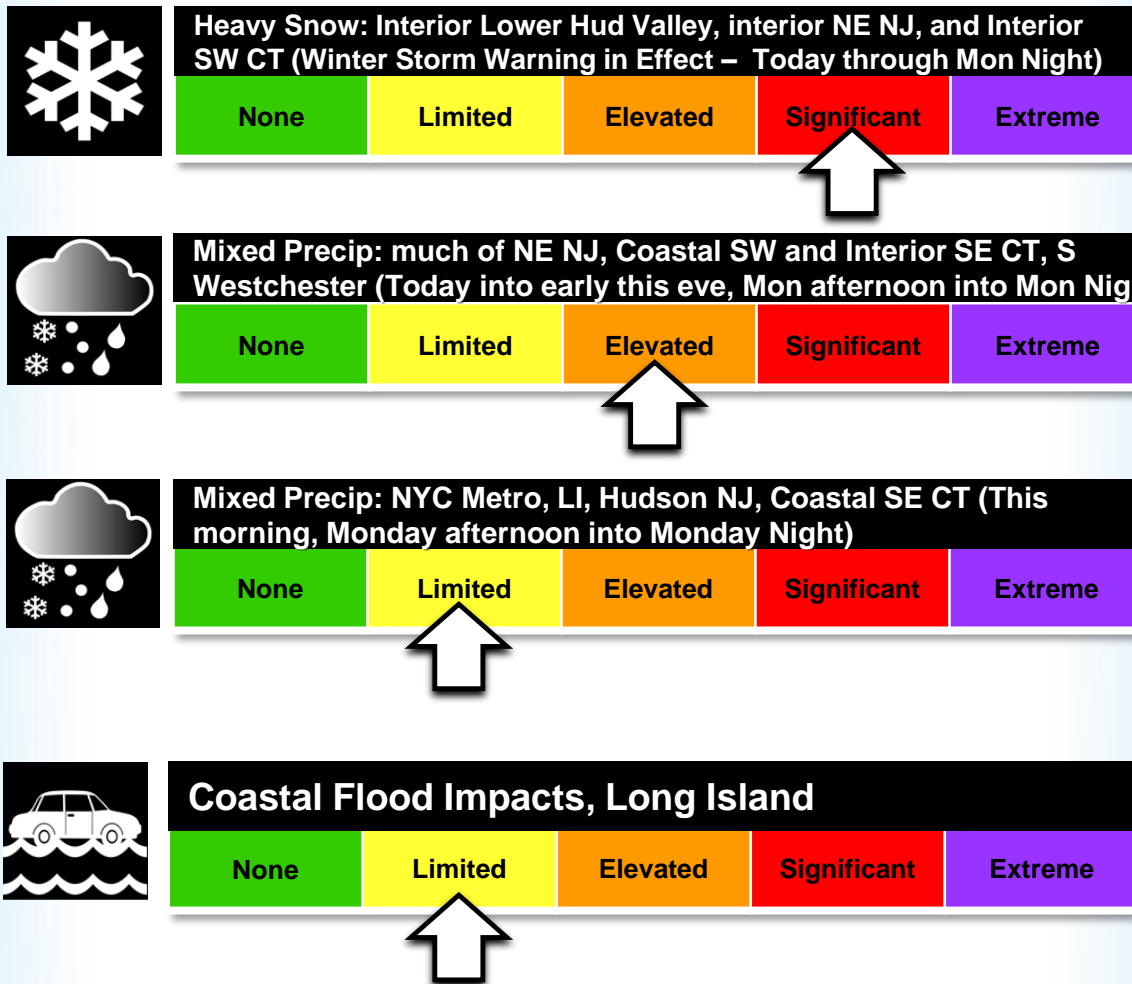 Heavy Snow: Interior Lower Hud Valley, interior NE NJ, and Interior
SW CT (Winter Storm Warning in Effect – Today through Mon Night)
None Limited Elevated Significant Extreme
Mixed Precip: much of NE NJ, Coastal SW and Interior SE CT, S
Westchester (Today into early this eve, Mon afternoon into Mon Nig
None Limited Elevated Significant Extreme
Mixed Precip: NYC Metro, LI, Hudson NJ, Coastal SE CT (This
morning, Monday afternoon into Monday Night)
None Limited Elevated Significant Extreme
Coastal Flood Impacts, Long Island
None Limited Elevated Significant Extreme